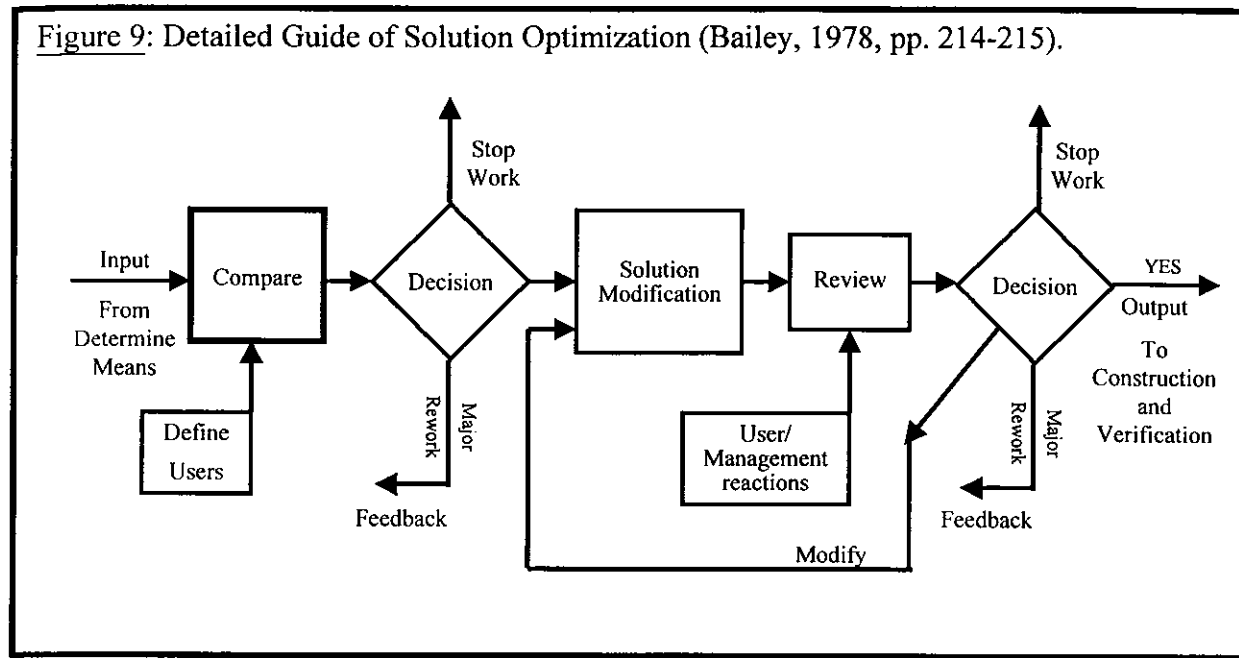 Figure 9: Detailed Guide of Solution Optimization (Bailey, 1978, pp. 214-215).
Input
From
Determine
Means
Compare
Define
Users
Stop
Work
Decision
Major
Rework
Feedback
Solution
Modification
Review
User/
Management
reactions
Modify
Stop
Work
Decision
Major
Rework
Feedback
YES
Output
To
Construction
and
Verification